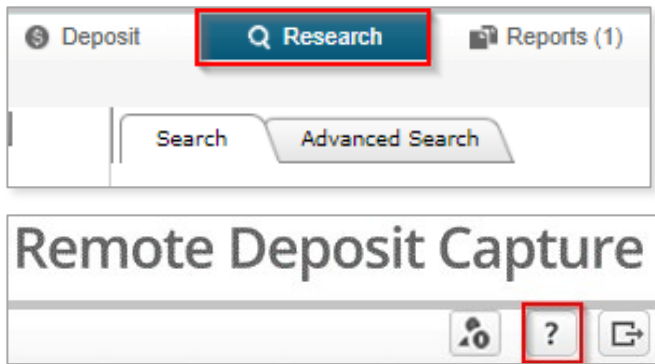 Deposit Research Reports (1)
Search Advanced Search
Remote Deposit Capture
?